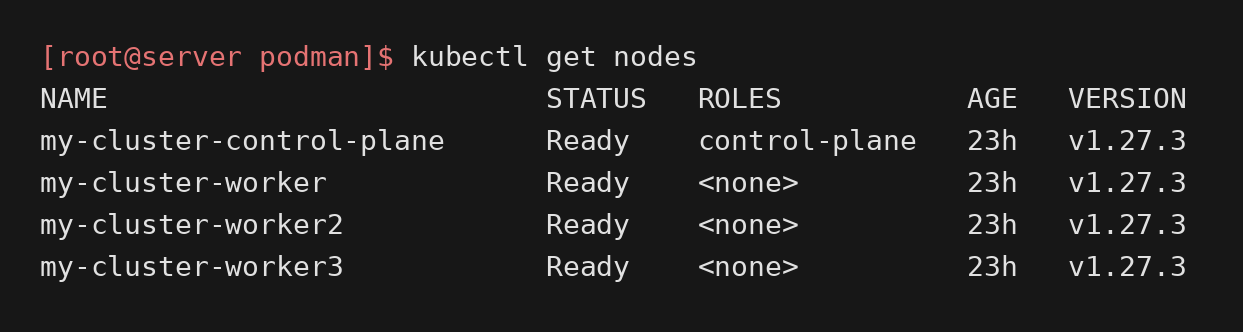 [root@server podman]$ kubectl get nodes
NAME                          STATUS   ROLES           AGE   VERSION
my-cluster-control-plane      Ready    control-plane   23h   v1.27.3
my-cluster-worker             Ready    <none>          23h   v1.27.3
my-cluster-worker2            Ready    <none>          23h   v1.27.3
my-cluster-worker3            Ready    <none>          23h   v1.27.3